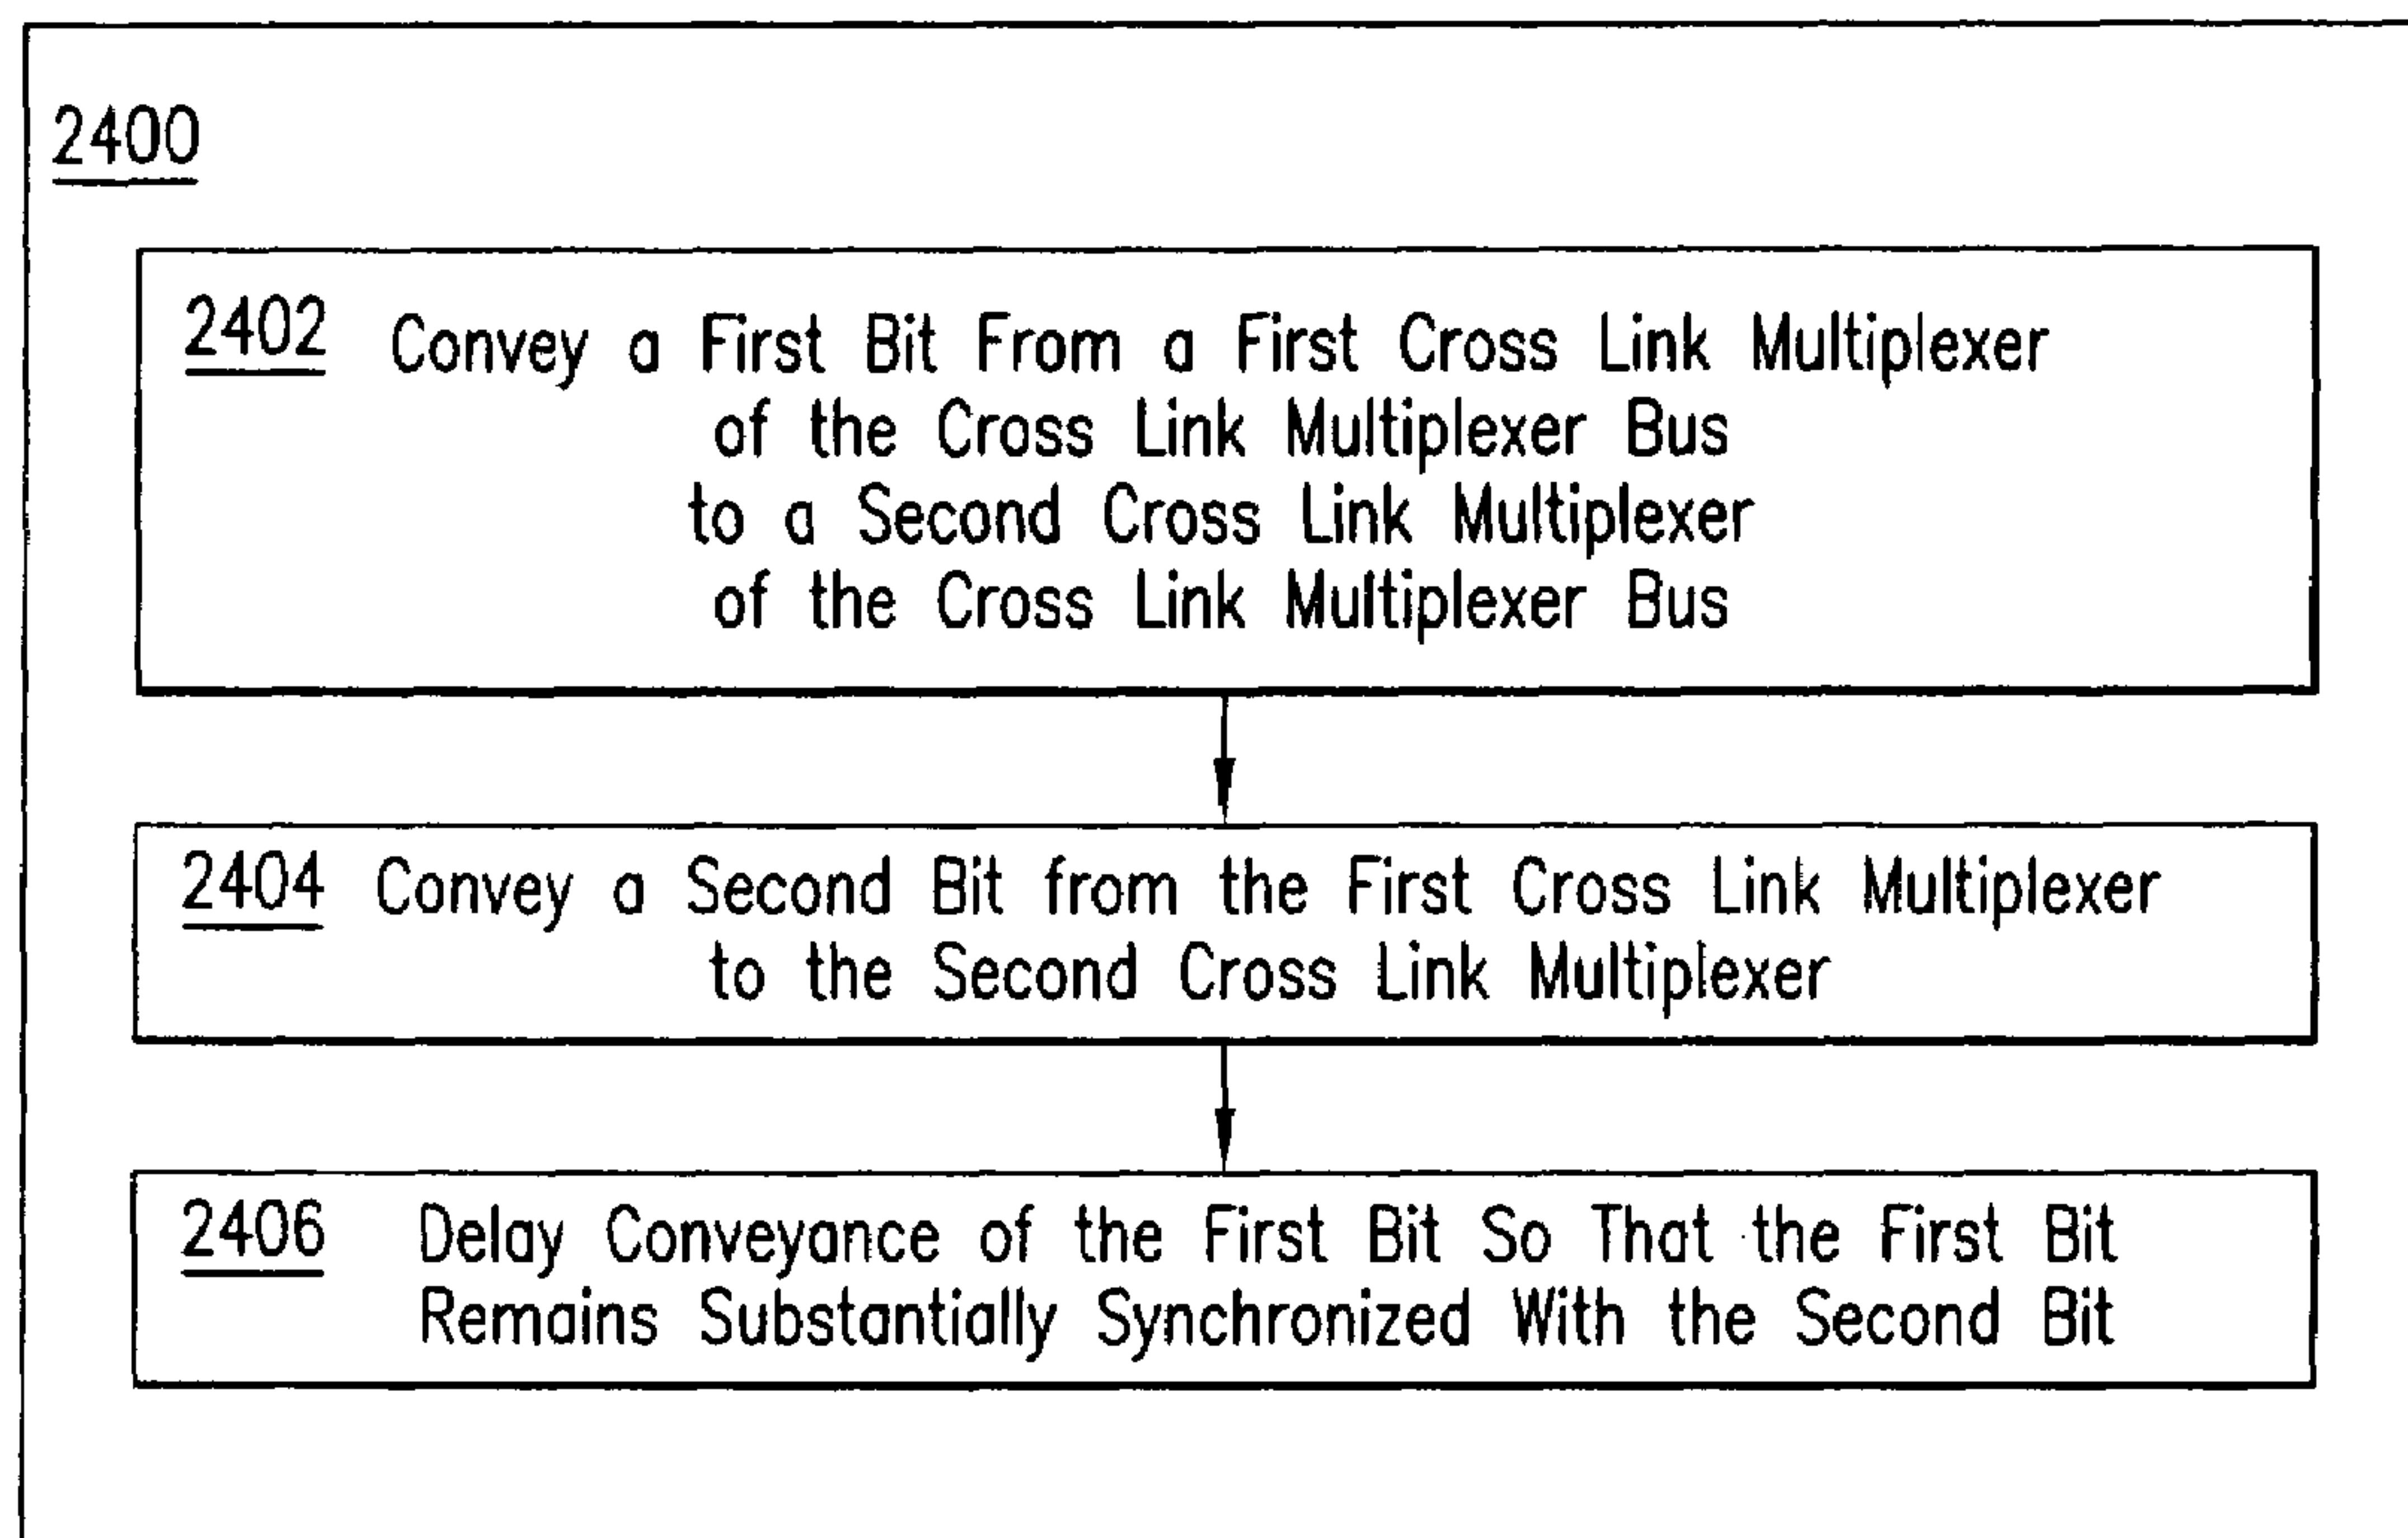 2400
2402 Convey a First Bit From a First Cross Link Multiplexer
of the Cross Link Multiplexer Bus
to a Second Cross Link Multiplexer
of the Cross Link Multiplexer Bus
2404 Convey a Second Bit from the First Cross Link Multiplexer
to the Second Cross Link Multiplexer
2406 Delay Conveyance of the First Bit So That the First Bit
Remains Substantially Synchronized With the Second Bit